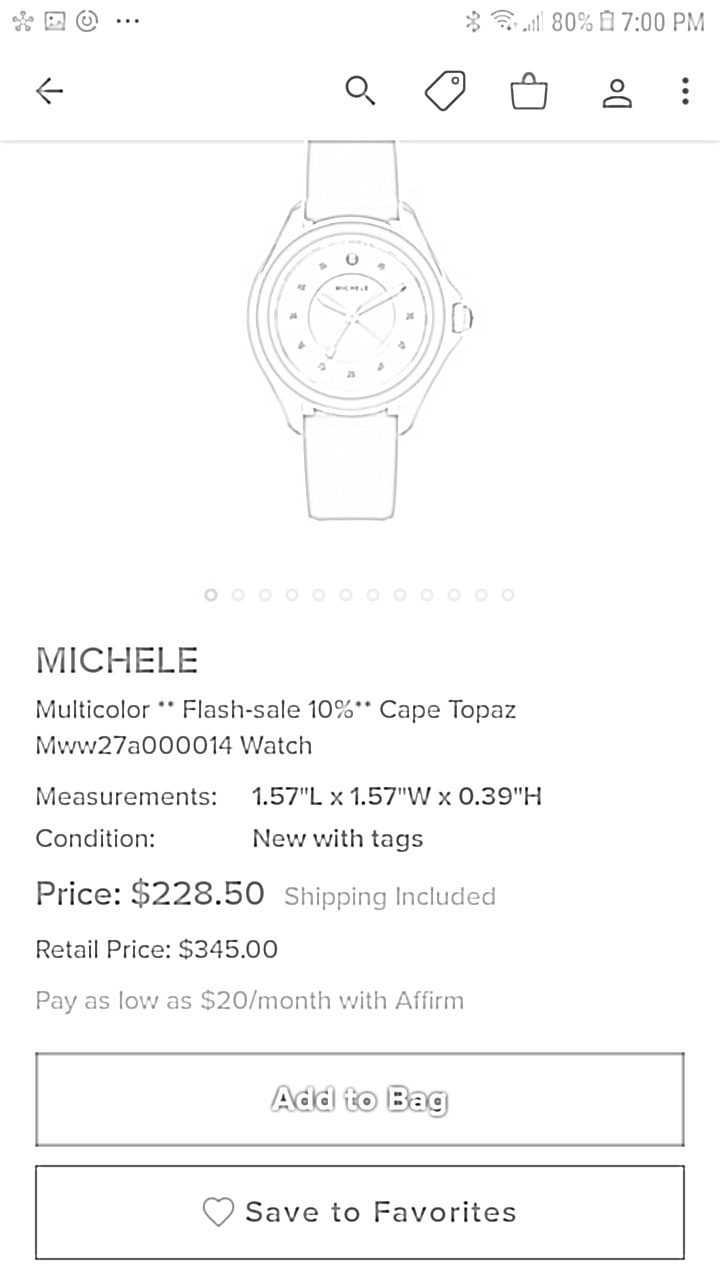 80% 7:00 PM
MICHELE
MICHELE
Multicolor ** Flash-sale 10%** Cape Topaz
Mww27a000014 Watch
Measurements: 1.57"L x 1.57"W x 0.39"H
Condition: New with tags
Price: $228.50 Shipping Included
Retail Price: $345.00
Pay as low as $20/month with Affirm
Add to Bag
Save to Favorites